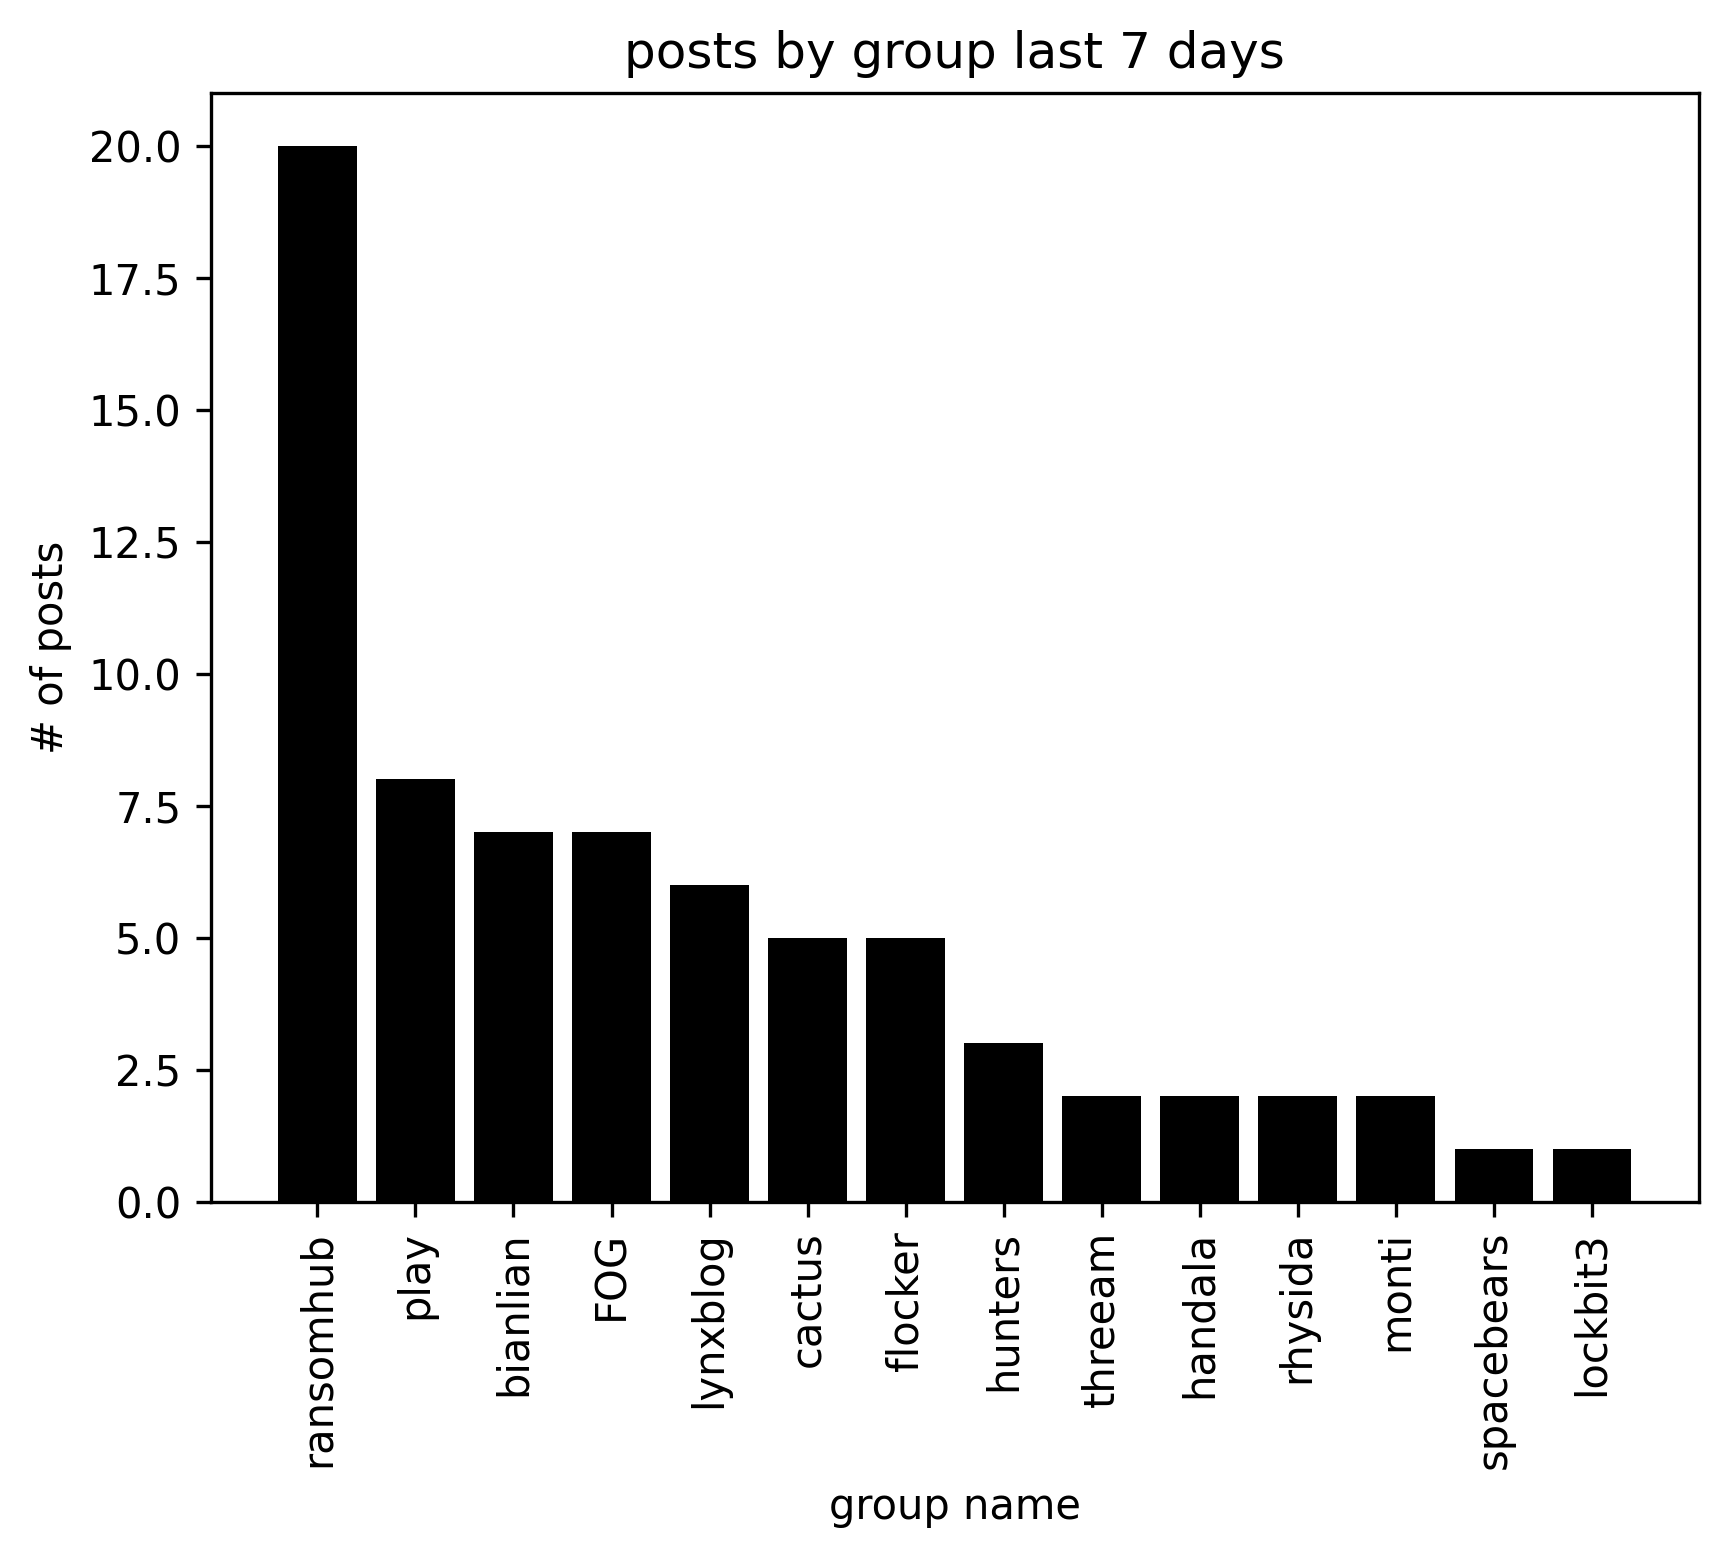 posts by group last 7 days
20.0
17.5
15.0
12.5
10.0
7.5
5.0
2.5
0.0
# of posts
ransomhub
play
bianlian
FOG
lynxblog
cactus
flocker
hunters
threeam
handala
rhysida
monti
spacebears
lockbit3
group name